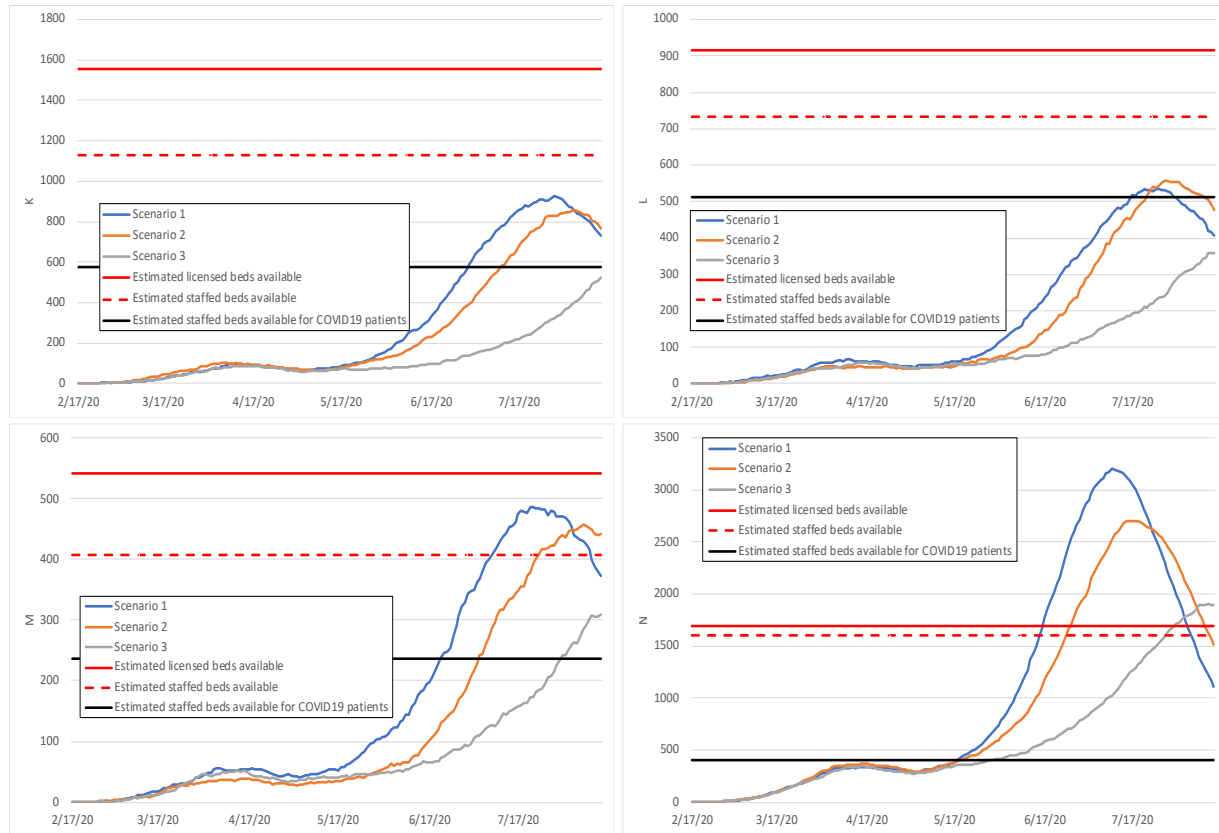 1800
1600
1400
1200
1000
800
600
400
200
0
K
Scenario 1
Scenario 2
Scenario 3
Estimated licensed beds available
Estimated staffed beds available
Estimated staffed beds available for COVID19 patients
2/17/20 3/17/20 4/17/20 5/17/20 6/17/20 7/17/20
1000
900
800
700
600
500
400
300
200
100
0
L
Scenario 1
Scenario 2
Scenario 3
Estimated licensed beds available
Estimated staffed beds available
Estimated staffed beds available for COVID19 patients
2/17/20 3/17/20 4/17/20 5/17/20 6/17/20 7/17/20
600
500
400
300
200
100
0
M
Scenario 1
Scenario 2
Scenario 3
Estimated licensed beds available
Estimated staffed beds available
Estimated staffed beds available for COVID19 patients
2/17/20 3/17/20 4/17/20 5/17/20 6/17/20 7/17/20
3500
3000
2500
2000
1500
1000
500
0
N
Scenario 1
Scenario 2
Scenario 3
Estimated licensed beds available
Estimated staffed beds available
Estimated staffed beds available for COVID19 patients
2/17/20 3/17/20 4/17/20 5/17/20 6/17/20 7/17/20